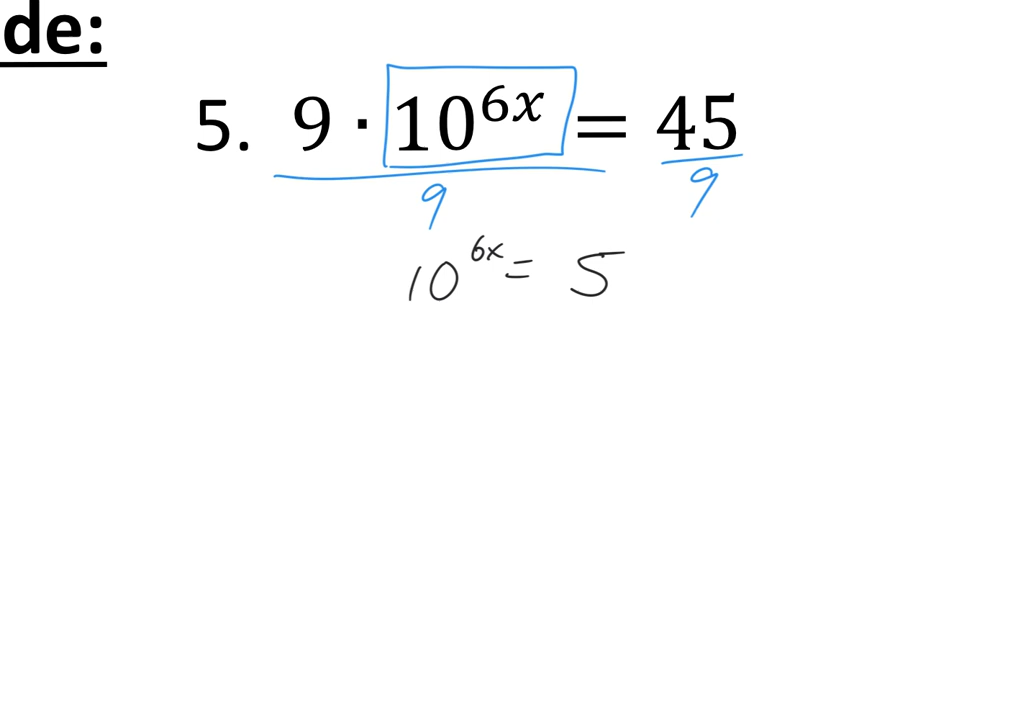 de:
5. 9 · 10^{6x} = 45
9 9
10^{6x} = 5